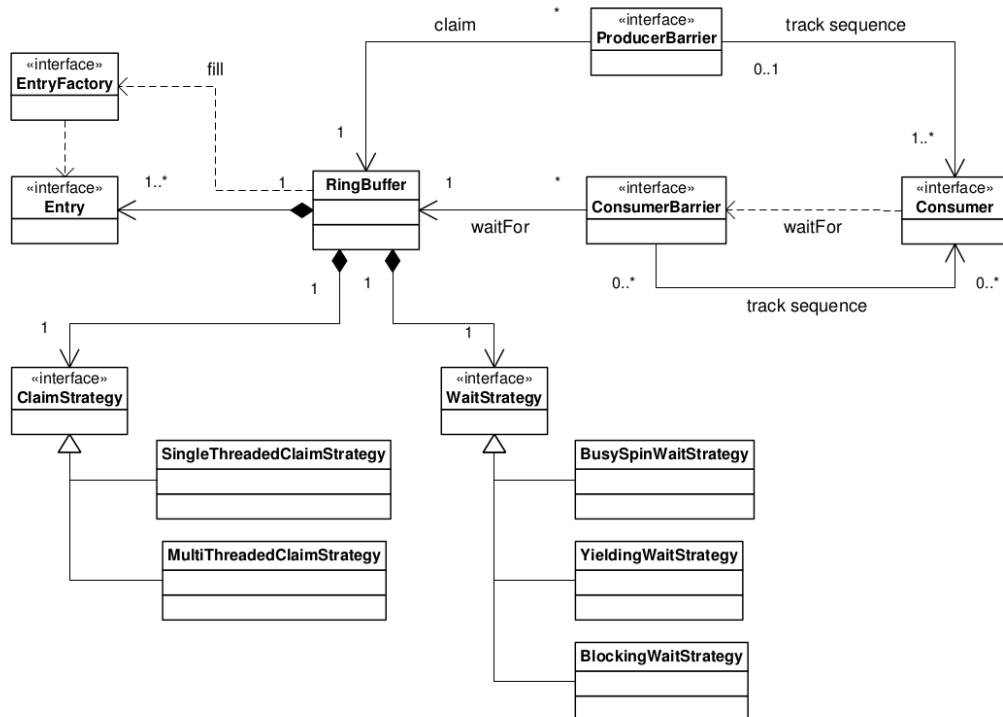 claim
*
«interface»
ProducerBarrier
track sequence
0..1
«interface»
EntryFactory
fill
1
1..*
«interface»
Entry
1..*
1
RingBuffer
1
*
«interface»
ConsumerBarrier
waitFor
waitFor
«interface»
Consumer
0..*
track sequence
0..*
1
1
1
1
«interface»
ClaimStrategy
«interface»
WaitStrategy
SingleThreadedClaimStrategy
BusySpinWaitStrategy
MultiThreadedClaimStrategy
YieldingWaitStrategy
BlockingWaitStrategy